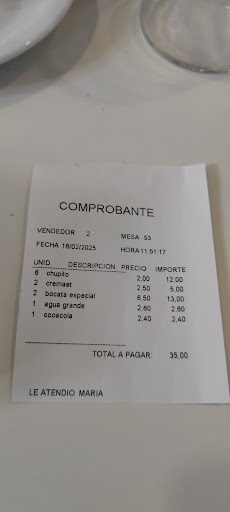 COMPROBANTE
VENDEDOR 2 MESA 53
FECHA 16/02/2025 HORA 11:51:17
UNID. DESCRIPCION PRECIO IMPORTE
6 chupito 2,00 12,00
2 cremaet 2,50 5,00
2 bocata especial 6,50 13,00
1 agua grande 2,60 2,60
1 cocacola 2,40 2,40
TOTAL A PAGAR: 35,00
LE ATENDIO MARIA